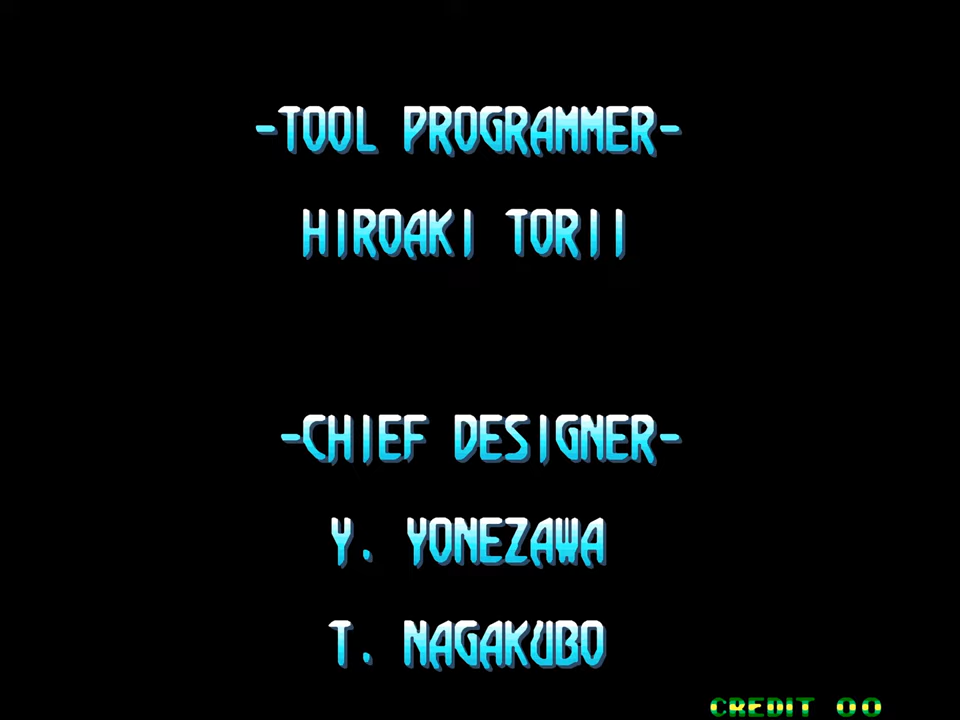 -TOOL PROGRAMMER-
HIROAKI TORII
-CHIEF DESIGNER-
Y. YONEZAWA
T. NAGAKUBO
CREDIT 00